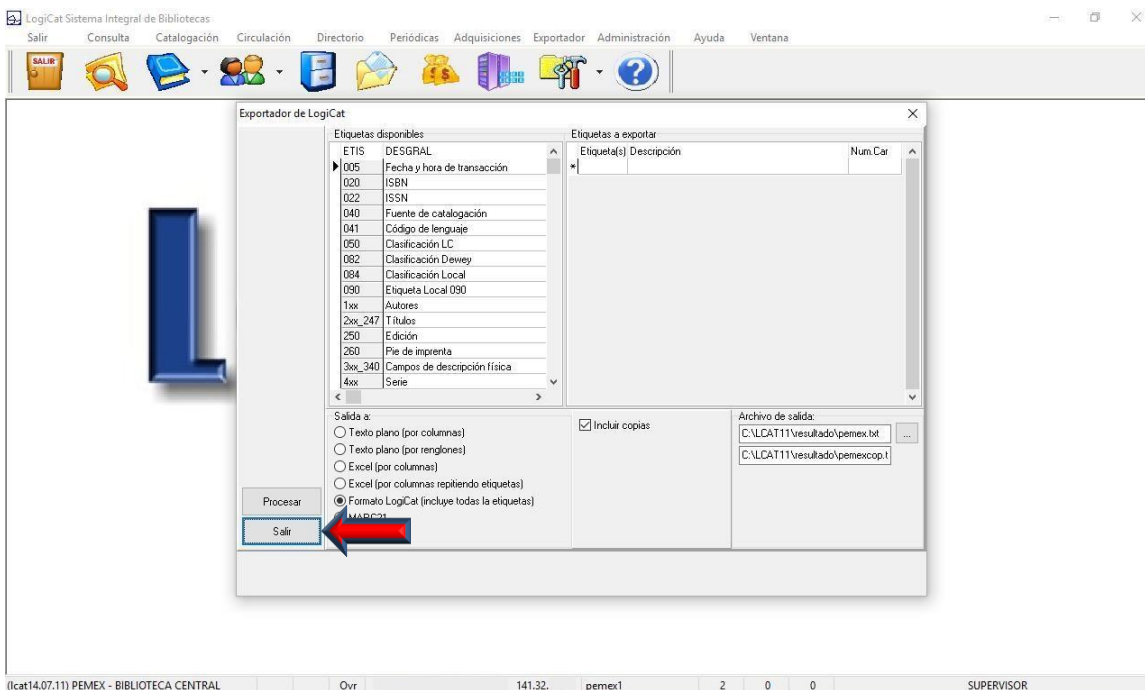 LogiCat Sistema Integral de Bibliotecas
Salir Consulta Catalogación Circulación Directorio Periódicas Adquisiciones Exportador Administración Ayuda Ventana
SALIR
Exportador de LogiCat
Etiquetas disponibles
ETIS DESGRAL
005 Fecha y hora de transacción
020 ISBN
022 ISSN
040 Fuente de catalogación
041 Código de lenguaje
050 Clasificación LC
082 Clasificación Dewey
084 Clasificación Local
090 Etiqueta Local 090
1xx Autores
2xx_247 Títulos
250 Edición
260 Pie de imprenta
3xx_340 Campos de descripción física
4xx Serie
Etiquetas a exportar
Etiqueta(s) Descripción Num.Car
*
L
Salida a:
Texto plano (por columnas)
Texto plano (por renglones)
Excel (por columnas)
Excel (por columnas repitiendo etiquetas)
Formato LogiCat (incluye todas la etiquetas)
MARC21
Incluir copias
Archivo de salida:
C:\LCAT11\resultado\pemex.txt ...
C:\LCAT11\resultado\pemexcop.t
Procesar
Salir
(lcat14.07.11) PEMEX - BIBLIOTECA CENTRAL Ovr 141.32. pemex1 2 0 0 SUPERVISOR